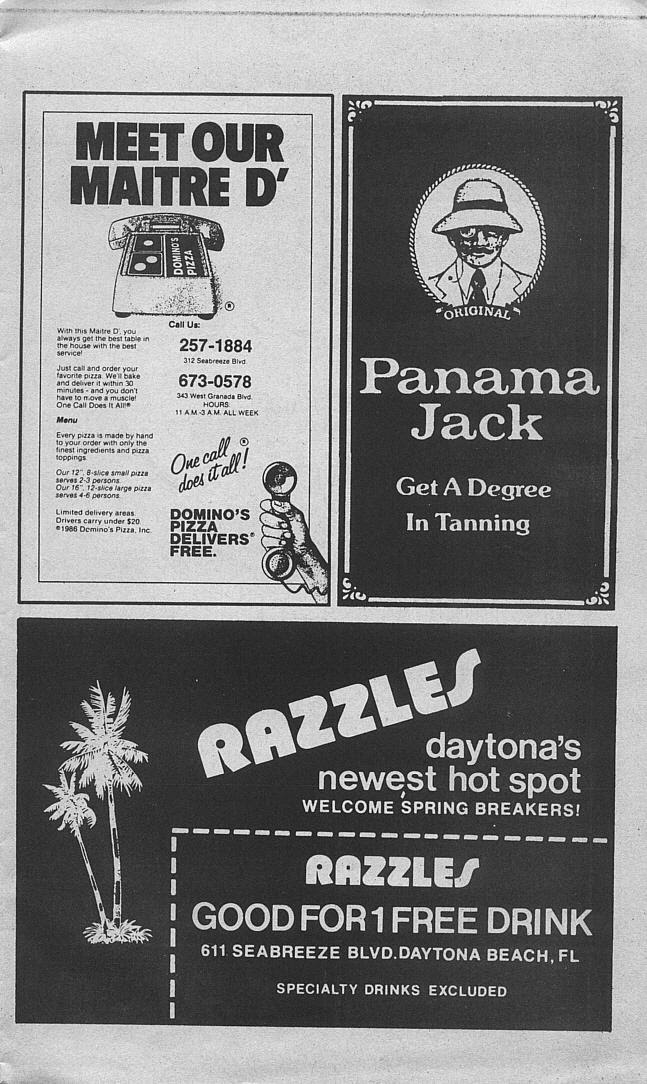 MEET OUR
MAITRE D'
DOMINO'S
PIZZA
®
With this Maitre D', you
always get the best table in
the house with the best
service!
Just call and order your
favorite pizza. We'll bake
and deliver it within 30
minutes - and you don't
have to move a muscle!
One Call Does It All!®
Menu
Every pizza is made by hand
to your order with only the
finest ingredients and pizza
toppings.
Our 12", 8-slice small pizza
serves 2-3 persons.
Our 16", 12-slice large pizza
serves 4-6 persons.
Limited delivery areas.
Drivers carry under $20.
©1986 Domino's Pizza, Inc.
Call Us:
257-1884
312 Seabreeze Blvd.
673-0578
343 West Granada Blvd.
HOURS:
11 A.M.-3 A.M. ALL WEEK
One call ®
does it all!
DOMINO'S
PIZZA
DELIVERS®
FREE.
"ORIGINAL"
Panama
Jack
Get A Degree
In Tanning
RAZZLES
daytona's
newest hot spot
WELCOME SPRING BREAKERS!
RAZZLES
GOOD FOR 1 FREE DRINK
611 SEABREEZE BLVD. DAYTONA BEACH, FL
SPECIALTY DRINKS EXCLUDED